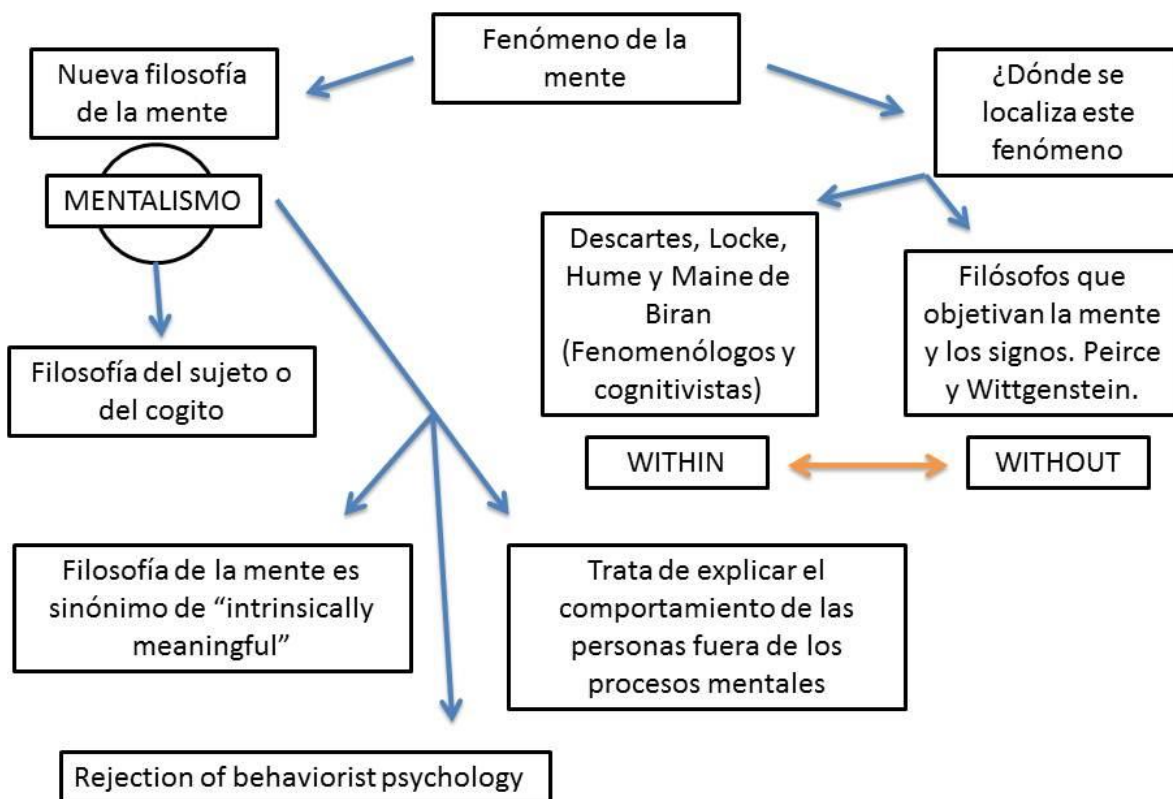 Fenómeno de la
mente
Nueva filosofía
de la mente
¿Dónde se
localiza este
fenómeno
MENTALISMO
Descartes, Locke,
Hume y Maine de
Biran
(Fenomenólogos y
cognitivistas)
Filósofos que
objetivan la mente
y los signos. Peirce
y Wittgenstein.
Filosofía del sujeto o
del cogito
WITHIN
WITHOUT
Filosofía de la mente es
sinónimo de “intrinsically
meaningful”
Trata de explicar el
comportamiento de las
personas fuera de los
procesos mentales
Rejection of behaviorist psychology